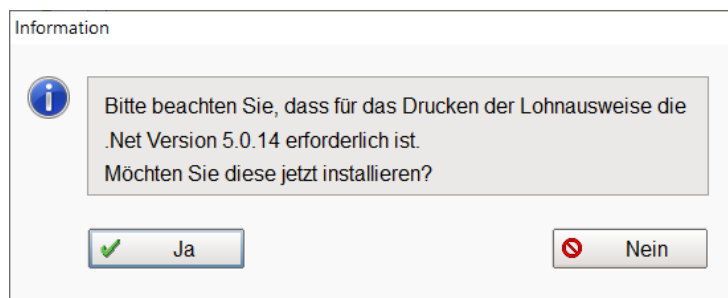 Information
Bitte beachten Sie, dass für das Drucken der Lohnausweise die
.Net Version 5.0.14 erforderlich ist.
Möchten Sie diese jetzt installieren?
Ja
Nein